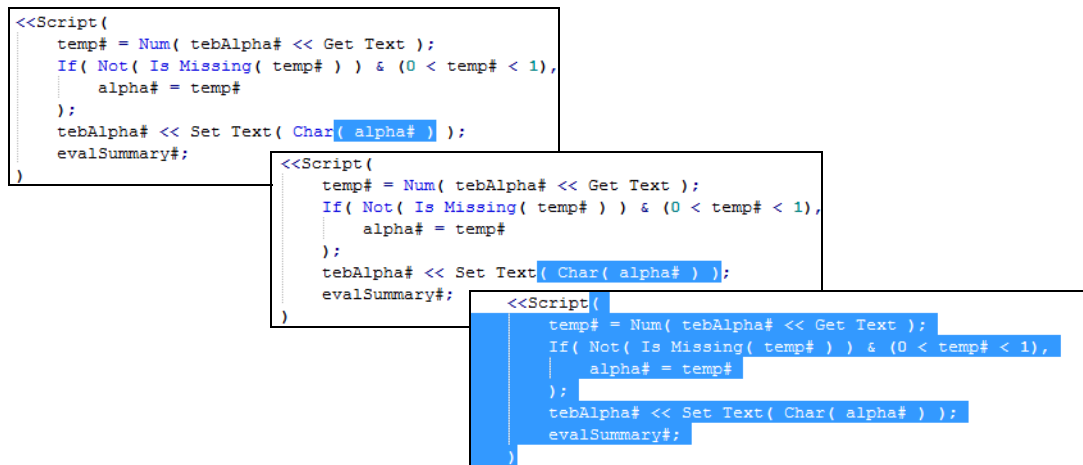 <<Script(
temp# = Num( tebAlpha# << Get Text );
If( Not( Is Missing( temp# ) ) & (0 < temp# < 1),
alpha# = temp#
);
tebAlpha# << Set Text( Char( alpha# ) );
evalSummary#;
)
<<Script(
temp# = Num( tebAlpha# << Get Text );
If( Not( Is Missing( temp# ) ) & (0 < temp# < 1),
alpha# = temp#
);
tebAlpha# << Set Text( Char( alpha# ) );
evalSummary#;
)
<<Script(
temp# = Num( tebAlpha# << Get Text );
If( Not( Is Missing( temp# ) ) & (0 < temp# < 1),
alpha# = temp#
);
tebAlpha# << Set Text( Char( alpha# ) );
evalSummary#;
)